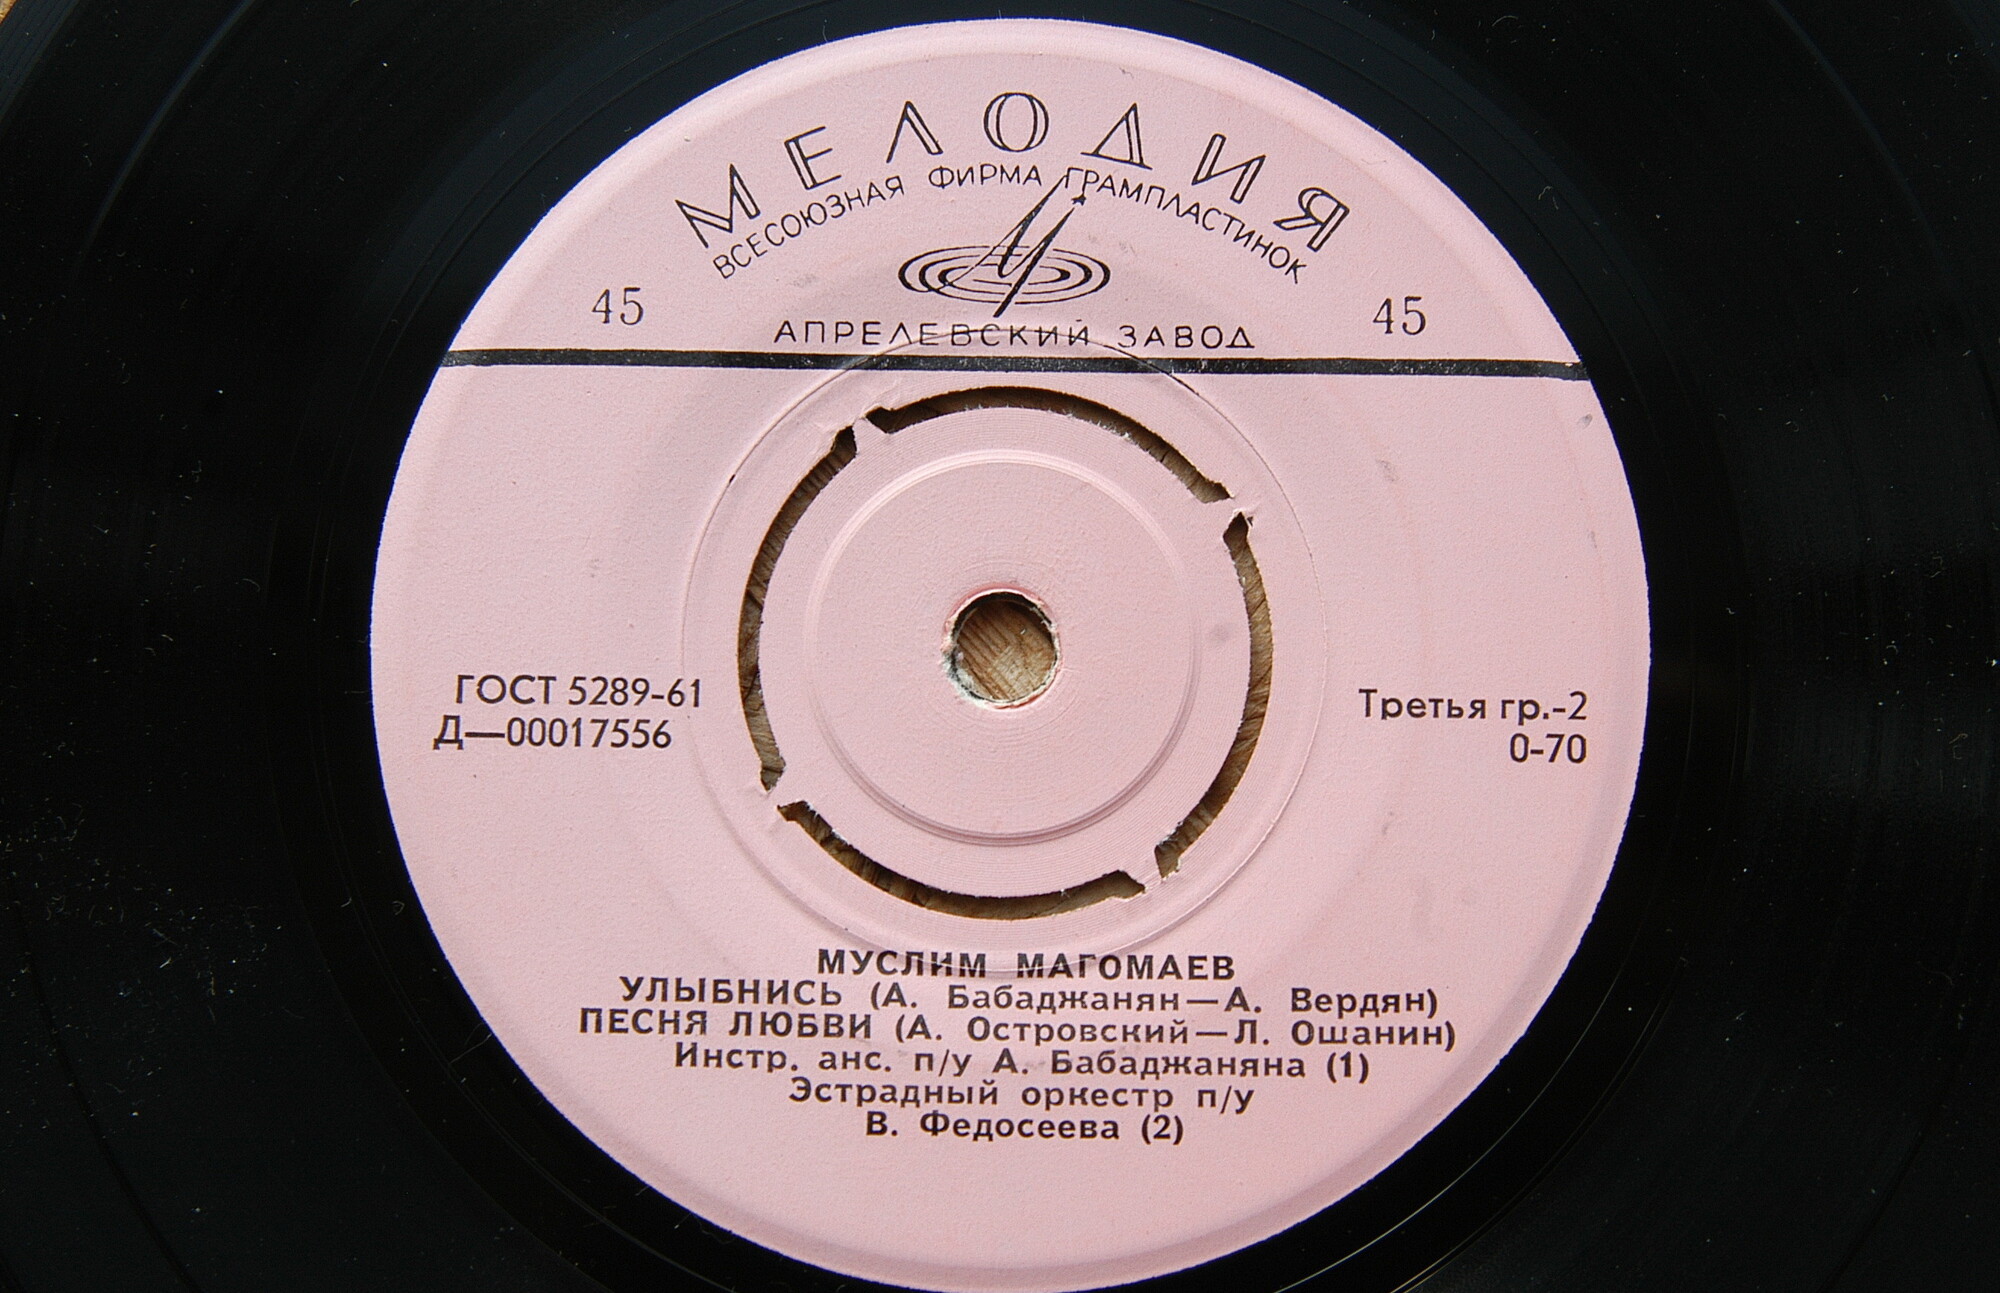 МЕЛОДИЯ
ВСЕСОЮЗНАЯ ФИРМА ГРАМПЛАСТИНОК
45
45
АПРЕЛЕВСКИЙ ЗАВОД
ГОСТ 5289-61
Д—00017556
Третья гр.-2
0-70
МУСЛИМ МАГОМАЕВ
УЛЫБНИСЬ (А. Бабаджанян—А. Вердян)
ПЕСНЯ ЛЮБВИ (А. Островский—Л. Ошанин)
Инстр. анс. п/у А. Бабаджаняна (1)
Эстрадный оркестр п/у
В. Федосеева (2)